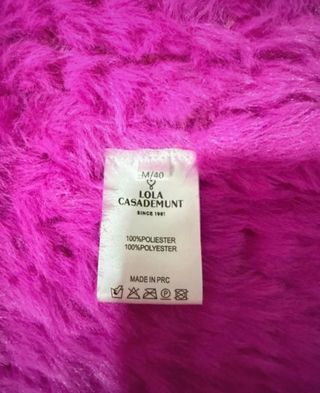 M/40
LOLA
CASADEMUNT
SINCE 1981
100%POLIESTER
100%POLYESTER
MADE IN PRC
P